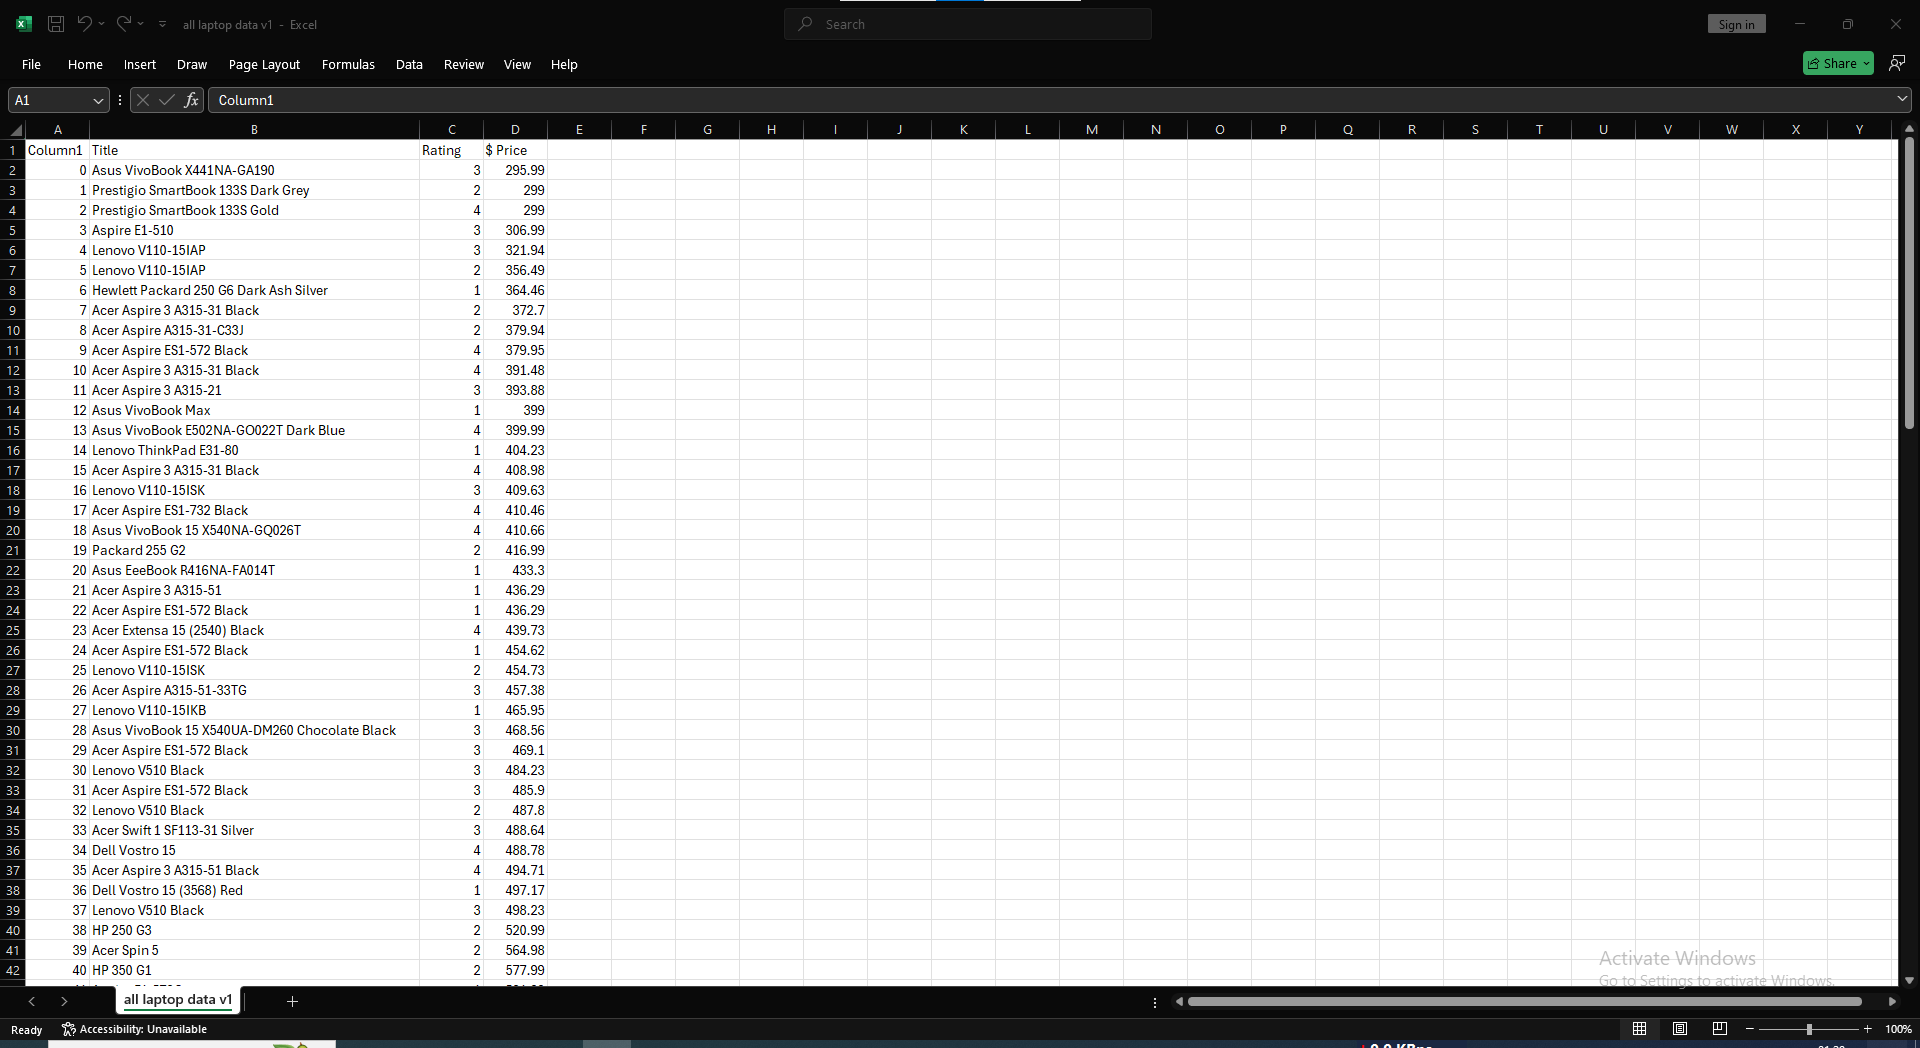 all laptop data v1 - Excel
Search
Sign in
File Home Insert Draw Page Layout Formulas Data Review View Help
Share
A1 fx Column1
A B C D E F G H I J K L M N O P Q R S T U V W X Y
1 Column1 Title Rating $ Price
2 0 Asus VivoBook X441NA-GA190 3 295.99
3 1 Prestigio SmartBook 133S Dark Grey 2 299
4 2 Prestigio SmartBook 133S Gold 4 299
5 3 Aspire E1-510 3 306.99
6 4 Lenovo V110-15IAP 3 321.94
7 5 Lenovo V110-15IAP 2 356.49
8 6 Hewlett Packard 250 G6 Dark Ash Silver 1 364.46
9 7 Acer Aspire 3 A315-31 Black 2 372.7
10 8 Acer Aspire A315-31-C33J 2 379.94
11 9 Acer Aspire ES1-572 Black 4 379.95
12 10 Acer Aspire 3 A315-31 Black 4 391.48
13 11 Acer Aspire 3 A315-21 3 393.88
14 12 Asus VivoBook Max 1 399
15 13 Asus VivoBook E502NA-GO022T Dark Blue 4 399.99
16 14 Lenovo ThinkPad E31-80 1 404.23
17 15 Acer Aspire 3 A315-31 Black 4 408.98
18 16 Lenovo V110-15ISK 3 409.63
19 17 Acer Aspire ES1-732 Black 4 410.46
20 18 Asus VivoBook 15 X540NA-GQ026T 4 410.66
21 19 Packard 255 G2 2 416.99
22 20 Asus EeeBook R416NA-FA014T 1 433.3
23 21 Acer Aspire 3 A315-51 1 436.29
24 22 Acer Aspire ES1-572 Black 1 436.29
25 23 Acer Extensa 15 (2540) Black 4 439.73
26 24 Acer Aspire ES1-572 Black 1 454.62
27 25 Lenovo V110-15ISK 2 454.73
28 26 Acer Aspire A315-51-33TG 3 457.38
29 27 Lenovo V110-15IKB 1 465.95
30 28 Asus VivoBook 15 X540UA-DM260 Chocolate Black 3 468.56
31 29 Acer Aspire ES1-572 Black 3 469.1
32 30 Lenovo V510 Black 3 484.23
33 31 Acer Aspire ES1-572 Black 3 485.9
34 32 Lenovo V510 Black 2 487.8
35 33 Acer Swift 1 SF113-31 Silver 3 488.64
36 34 Dell Vostro 15 4 488.78
37 35 Acer Aspire 3 A315-51 Black 4 494.71
38 36 Dell Vostro 15 (3568) Red 1 497.17
39 37 Lenovo V510 Black 3 498.23
40 38 HP 250 G3 2 520.99
41 39 Acer Spin 5 2 564.98
42 40 HP 350 G1 2 577.99
Activate Windows
Go to Settings to activate Windows.
all laptop data v1
Ready
Accessibility: Unavailable
100%